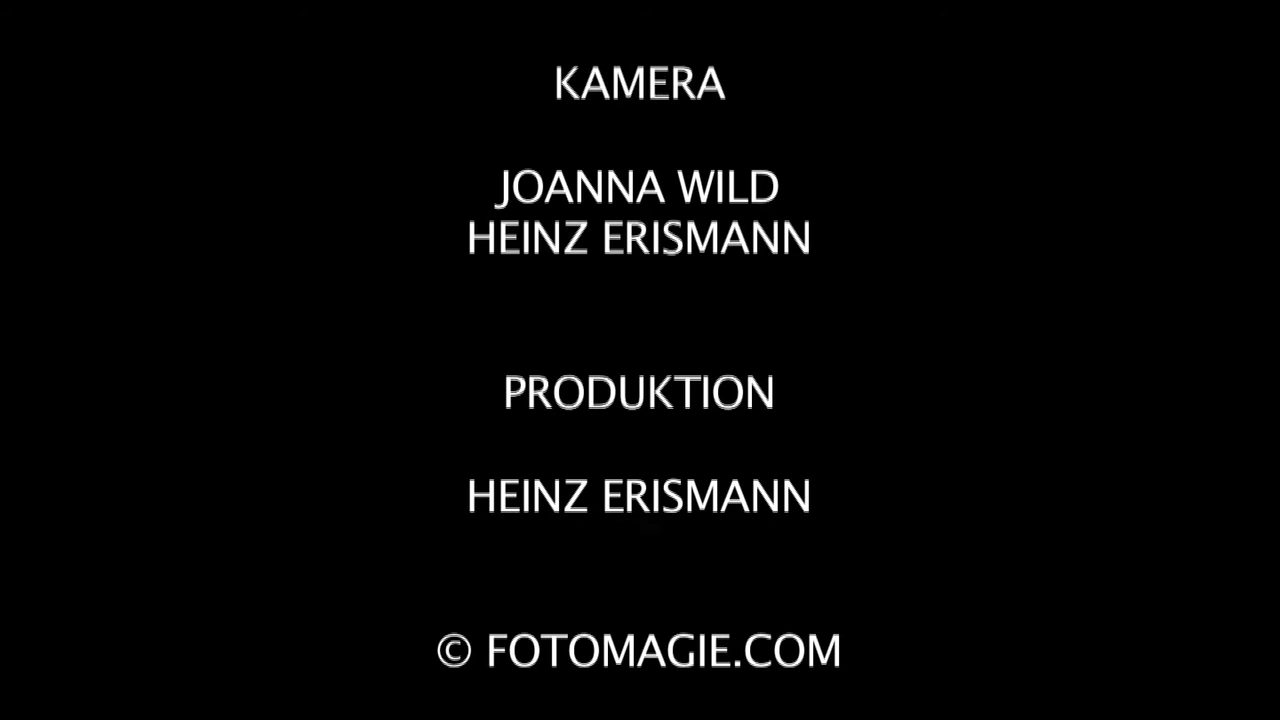 KAMERA
JOANNA WILD
HEINZ ERISMANN
PRODUKTION
HEINZ ERISMANN
© FOTOMAGIE.COM